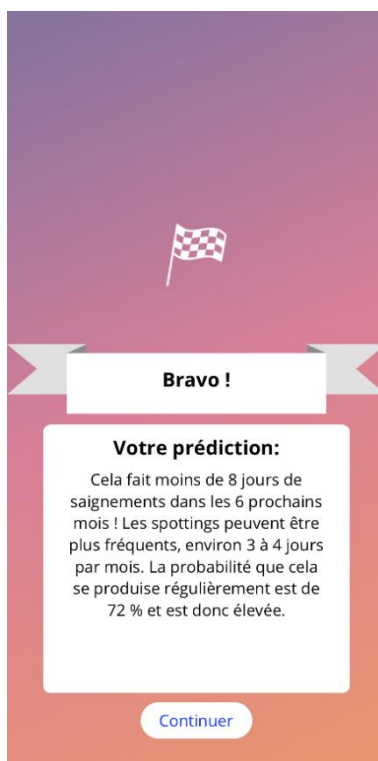 Bravo !
Votre prédiction:
Cela fait moins de 8 jours de
saignements dans les 6 prochains
mois ! Les spottings peuvent être
plus fréquents, environ 3 à 4 jours
par mois. La probabilité que cela
se produise régulièrement est de
72 % et est donc élevée.
Continuer